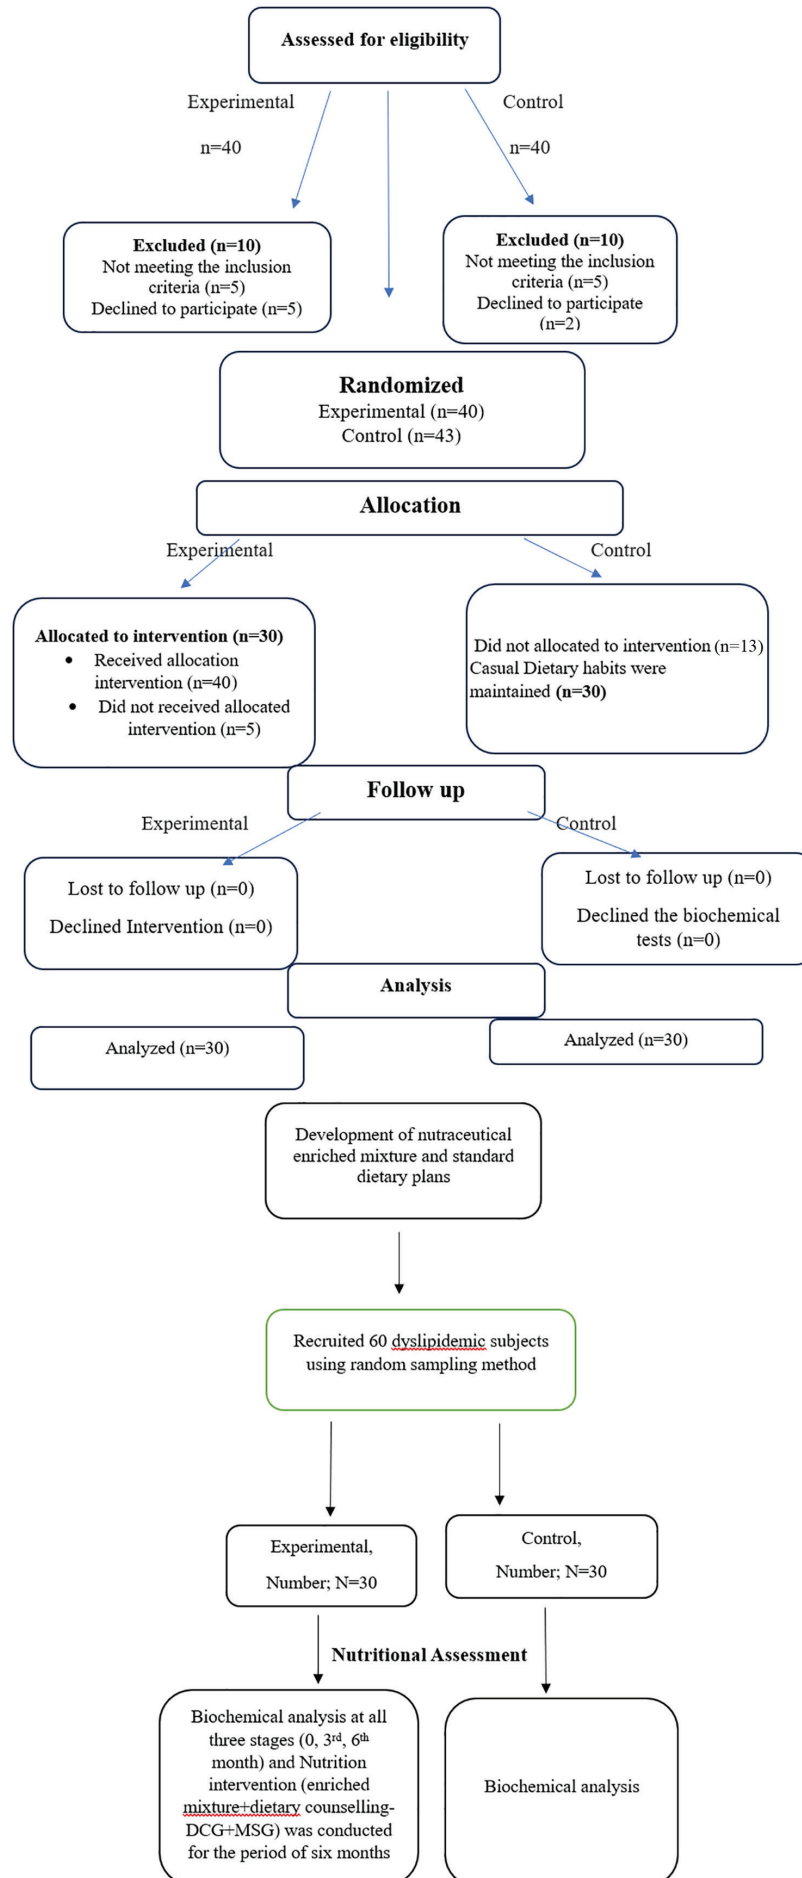 Assessed for eligibility
Experimental
Control
n=40
n=40
Excluded (n=10)
Not meeting the inclusion
criteria (n=5)
Declined to participate (n=5)
Excluded (n=10)
Not meeting the inclusion
criteria (n=5)
Declined to participate
(n=2)
Randomized
Experimental (n=40)
Control (n=43)
Allocation
Experimental
Control
Allocated to intervention (n=30)
• Received allocation
intervention (n=40)
• Did not received allocated
intervention (n=5)
Did not allocated to intervention (n=13)
Casual Dietary habits were
maintained (n=30)
Follow up
Experimental
Control
Lost to follow up (n=0)
Declined Intervention (n=0)
Lost to follow up (n=0)
Declined the biochemical
tests (n=0)
Analysis
Analyzed (n=30)
Analyzed (n=30)
Development of nutraceutical
enriched mixture and standard
dietary plans
Recruited 60 dyslipidemic subjects
using random sampling method
Experimental,
Number; N=30
Control,
Number; N=30
Nutritional Assessment
Biochemical analysis at all
three stages (0, 3rd, 6th
month) and Nutrition
intervention (enriched
mixture+dietary counselling-
DCG+MSG) was conducted
for the period of six months
Biochemical analysis